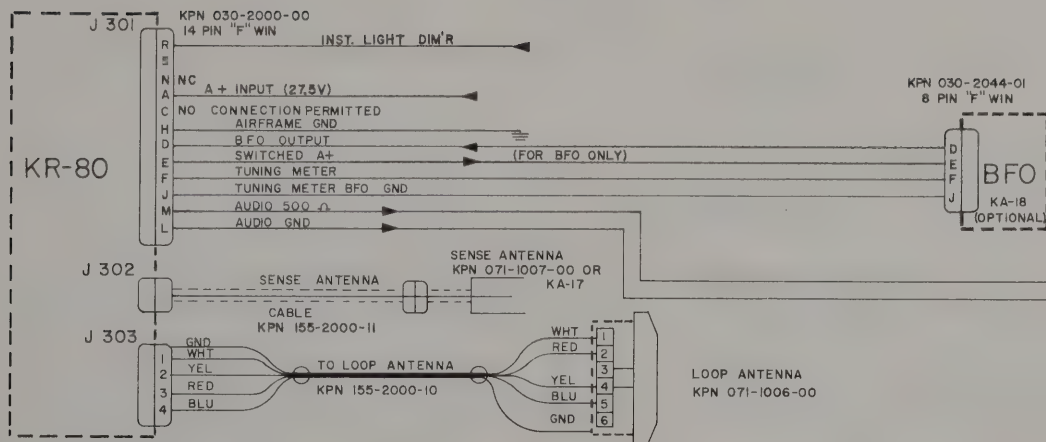 J 301
KPN 030-2000-00
14 PIN "F" WIN
R INST. LIGHT DIM'R
N NC
A A+ INPUT (27.5V)
C NO CONNECTION PERMITTED
H AIRFRAME GND
D BFO OUTPUT
E SWITCHED A+ (FOR BFO ONLY)
F TUNING METER
J TUNING METER BFO GND
M AUDIO 500 Ω
L AUDIO GND
KR-80
KPN 030-2044-01
8 PIN "F" WIN
D
E
F
J
BFO
KA-18
(OPTIONAL)
J 302
SENSE ANTENNA
CABLE
KPN 155-2000-11
SENSE ANTENNA
KPN 071-1007-00 OR
KA-17
J 303
GND
1 WHT
2 YEL
3 RED
4 BLU
TO LOOP ANTENNA
KPN 155-2000-10
WHT 1
RED 2
3
YEL 4
BLU 5
GND 6
LOOP ANTENNA
KPN 071-1006-00